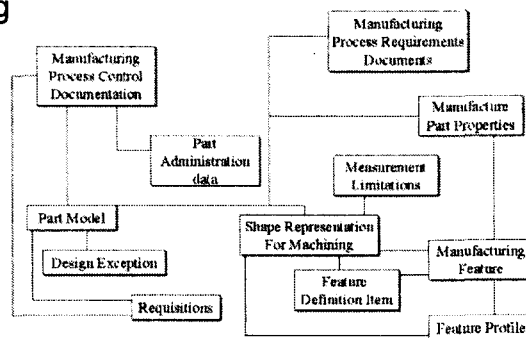 g
Manufacturing
Process Control
Documentation
Manufacturing
Process Requirements
Documents
Manufacture
Part Properties
Part
Administration
data
Measurement
Limitations
Part Model
Shape Representation
For Machining
Design Exception
Manufacturing
Feature
Feature
Definition Item
Requisitions
Feature Profile